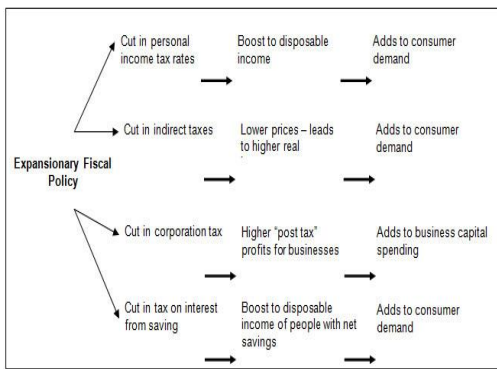 Cut in personal
income tax rates
Boost to disposable
income
Adds to consumer
demand
Cut in indirect taxes
Lower prices – leads
to higher real
Adds to consumer
demand
Expansionary Fiscal
Policy
Cut in corporation tax
Higher “post tax”
profits for businesses
Adds to business capital
spending
Cut in tax on interest
from saving
Boost to disposable
income of people with net
savings
Adds to consumer
demand